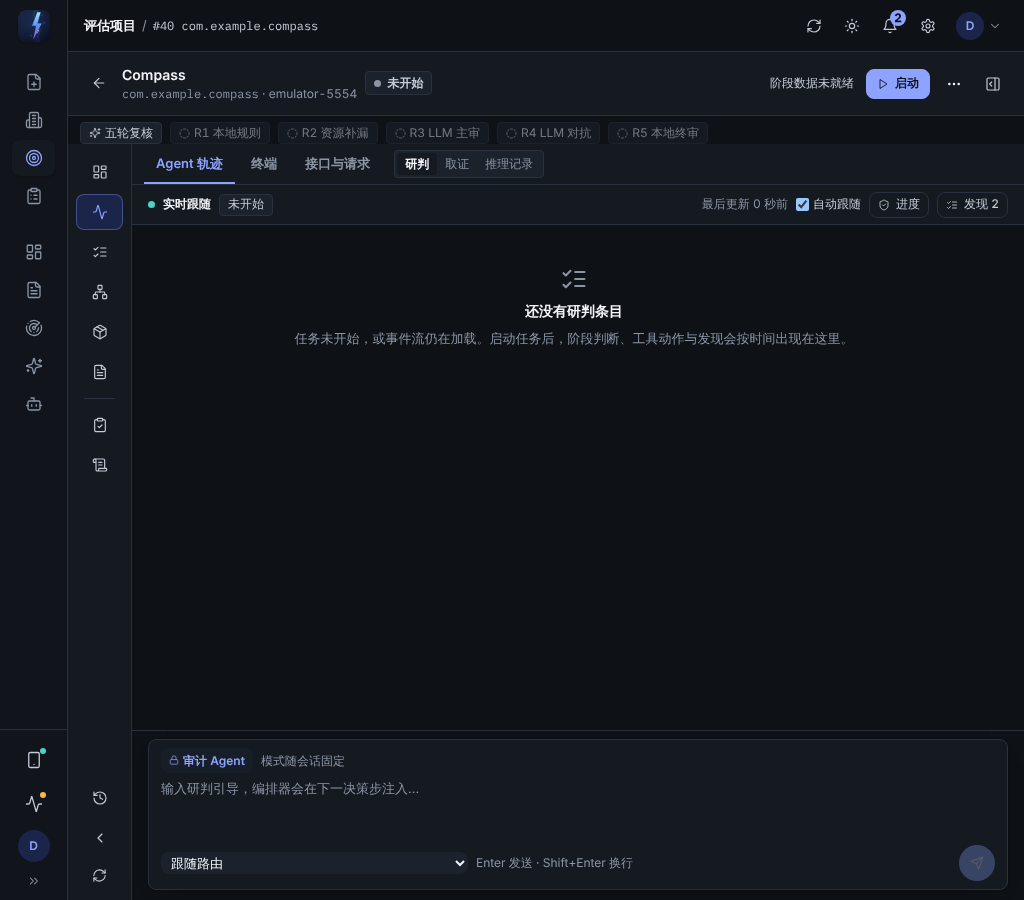 评估项目 / #40 com.example.compass
2
D
Compass
com.example.compass · emulator-5554
未开始
阶段数据未就绪
启动
五轮复核
R1 本地规则
R2 资源补漏
R3 LLM 主审
R4 LLM 对抗
R5 本地终审
Agent 轨迹
终端
接口与请求
研判
取证
推理记录
实时跟随
未开始
最后更新 0 秒前
自动跟随
进度
发现 2
还没有研判条目
任务未开始，或事件流仍在加载。启动任务后，阶段判断、工具动作与发现会按时间出现在这里。
审计 Agent
模式随会话固定
输入研判引导，编排器会在下一决策步注入...
跟随路由
Enter 发送 · Shift+Enter 换行
D